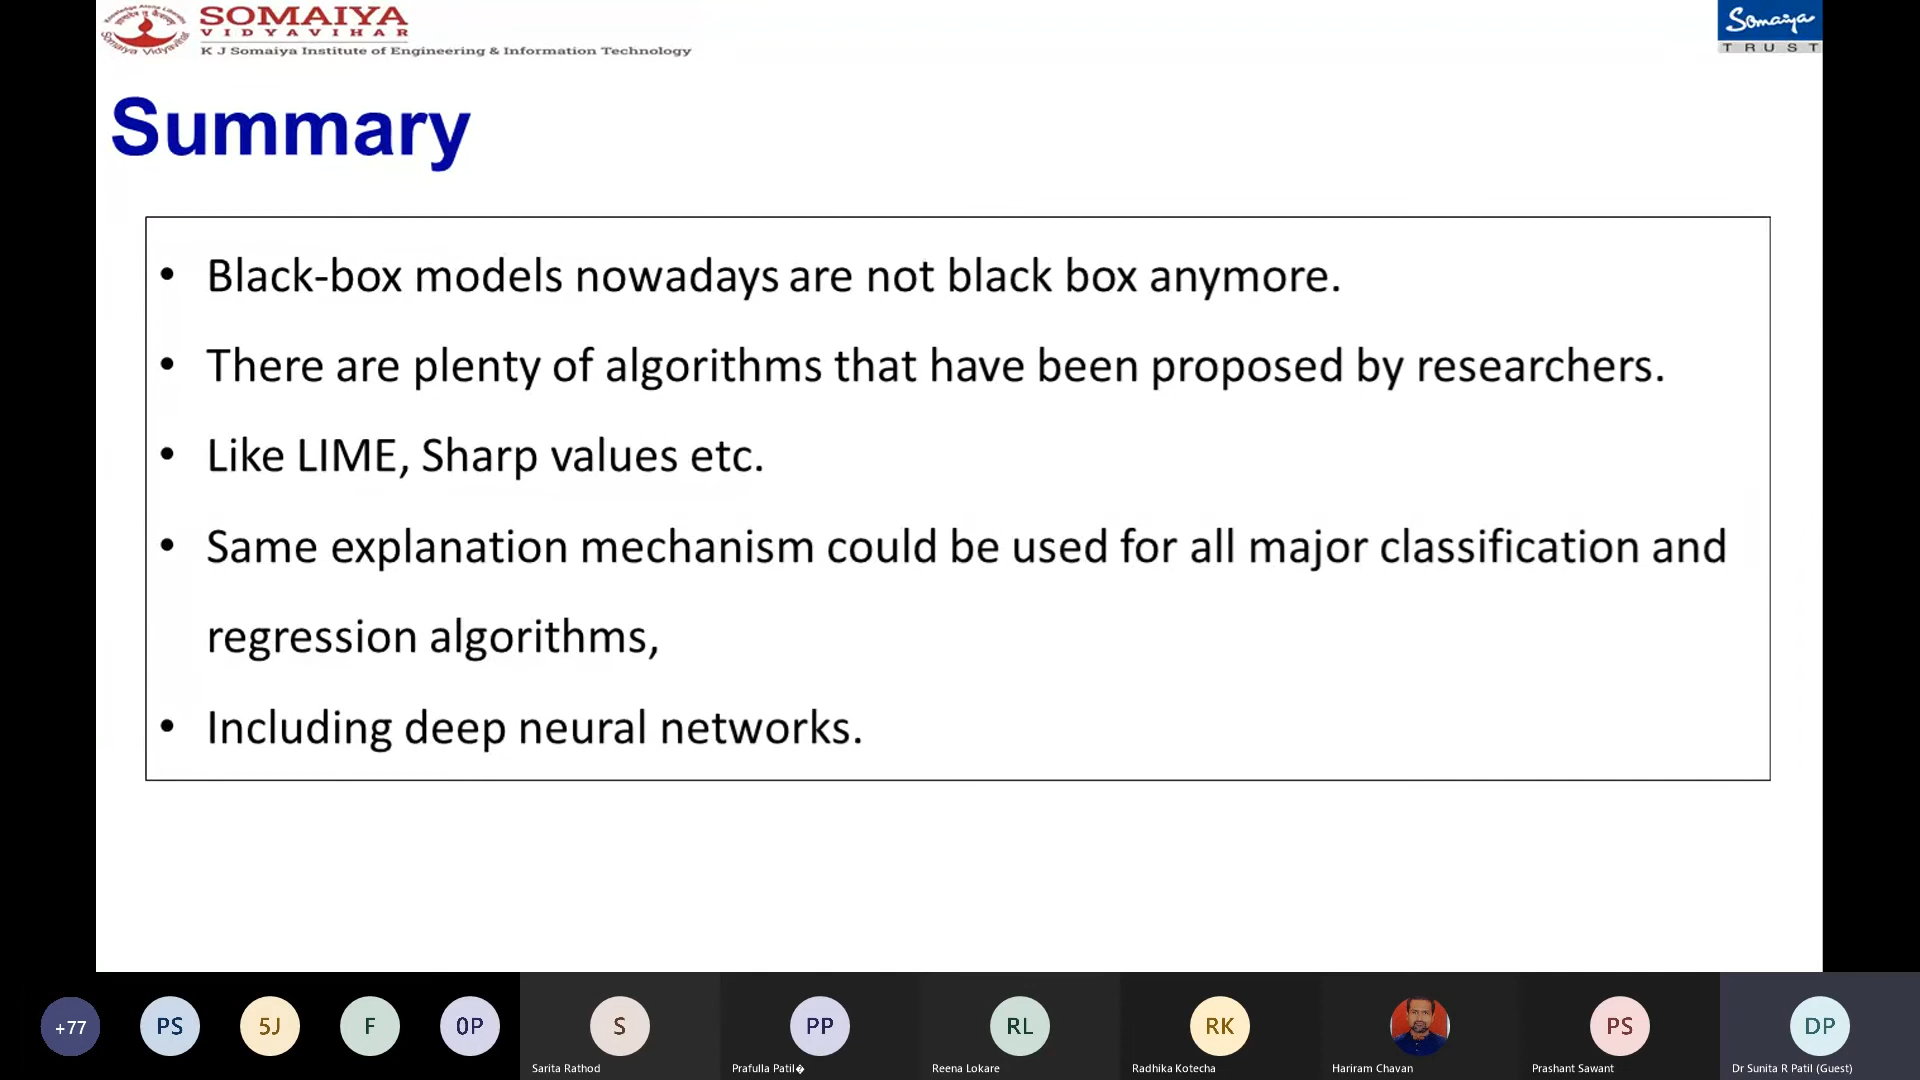 SOMAIYA
VIDYAVIHAR
K J Somaiya Institute of Engineering & Information Technology
Somaiya
TRUST
Summary
• Black-box models nowadays are not black box anymore.
• There are plenty of algorithms that have been proposed by researchers.
• Like LIME, Sharp values etc.
• Same explanation mechanism could be used for all major classification and
regression algorithms,
• Including deep neural networks.
+77
PS
5J
F
0P
S
PP
RL
RK
PS
DP
Sarita Rathod
Prafulla Patil�
Reena Lokare
Radhika Kotecha
Hariram Chavan
Prashant Sawant
Dr Sunita R Patil (Guest)